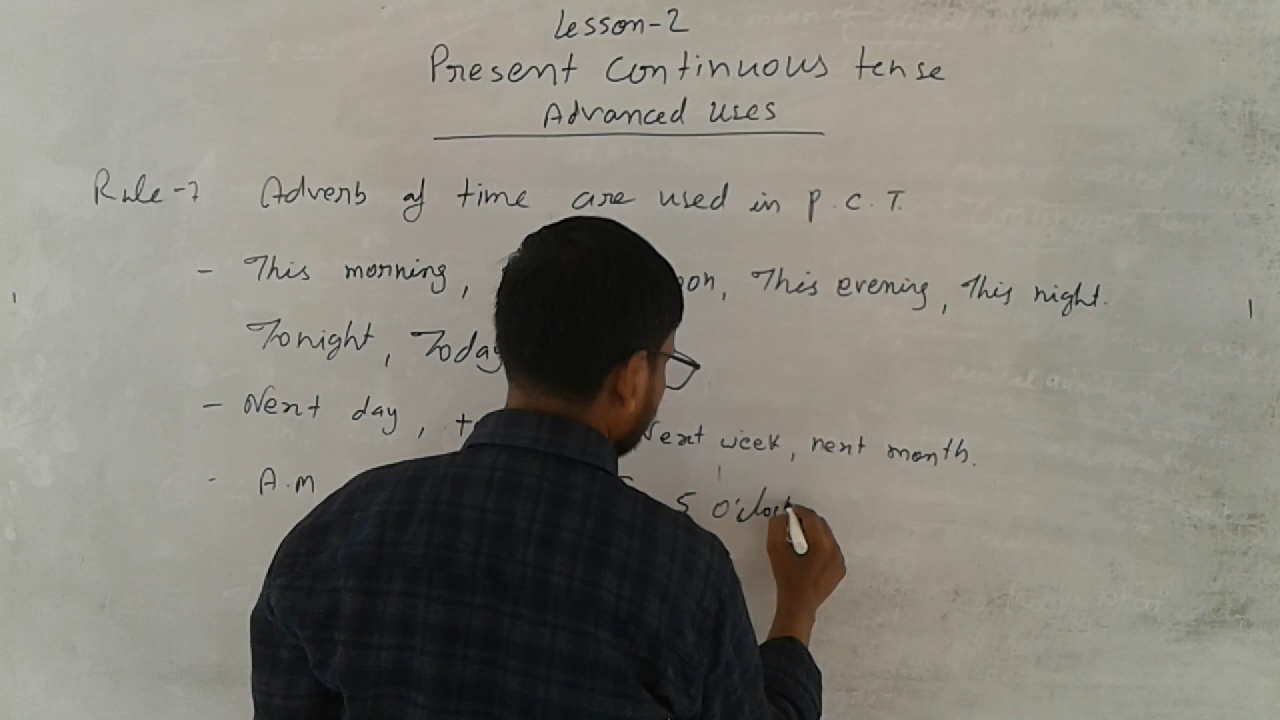 Lesson-2
Present Continuous tense
Advanced Uses
Rule-7 Adverb of time are used in P.C.T.
- This morning, This evening, This night.
Tonight, Today
- Next day, Next week, next month.
- A.M 5 O'clock